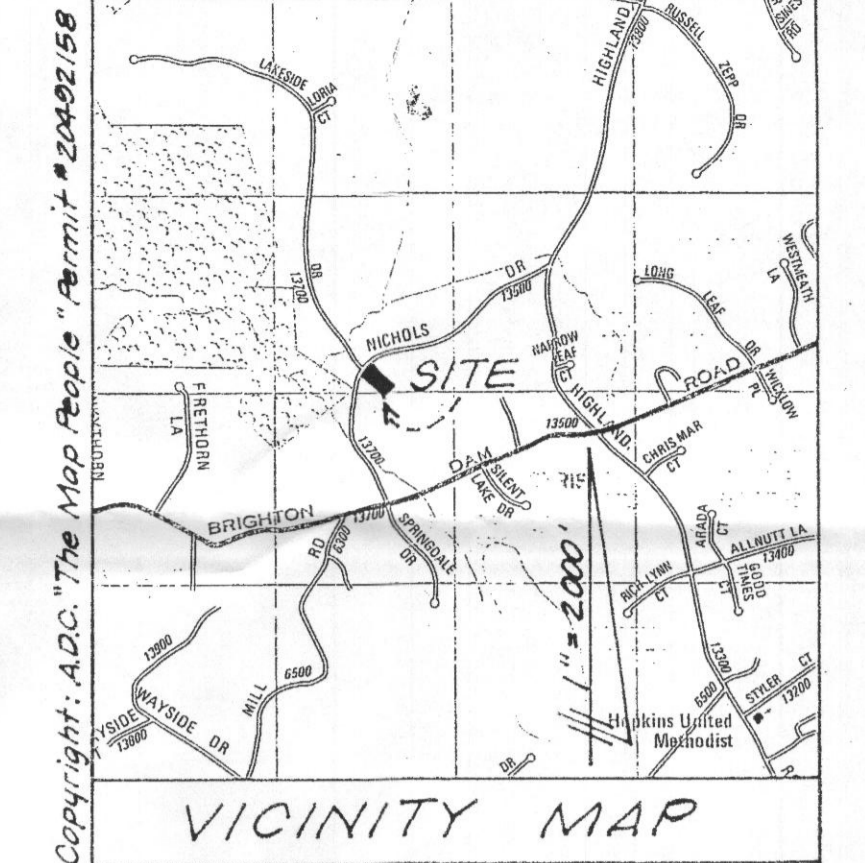 Copyright: A.D.C. "The Map People" Permit #20492158
LAKESIDE
GLORIA
CT
DR
13700
HIGHLAND
13800
RUSSELL
ZEPP
DR
NICHOLS
DR
13500
SITE
NARROW
LEAF
CT
HIGHLAND
LONG
LEAF
DR
WESTMEATH
LA
WICKLOW
PL
ROAD
13500
CHRIS MAR
CT
FIRETHORN
LA
13700
BRIGHTON
DAM
13700
SILENT
LAKE DR
SPRINGDALE
DR
RD
6300
ARADA
CT
ALLNUTT LA
13400
RICH-LYNN
CT
GOOD
TIMES
CT
1" = 2000'
13900
WAYSIDE DR
13800
MILL
6500
DR
13300
6500
STYLER CT
13200
Hopkins United
Methodist
VICINITY MAP